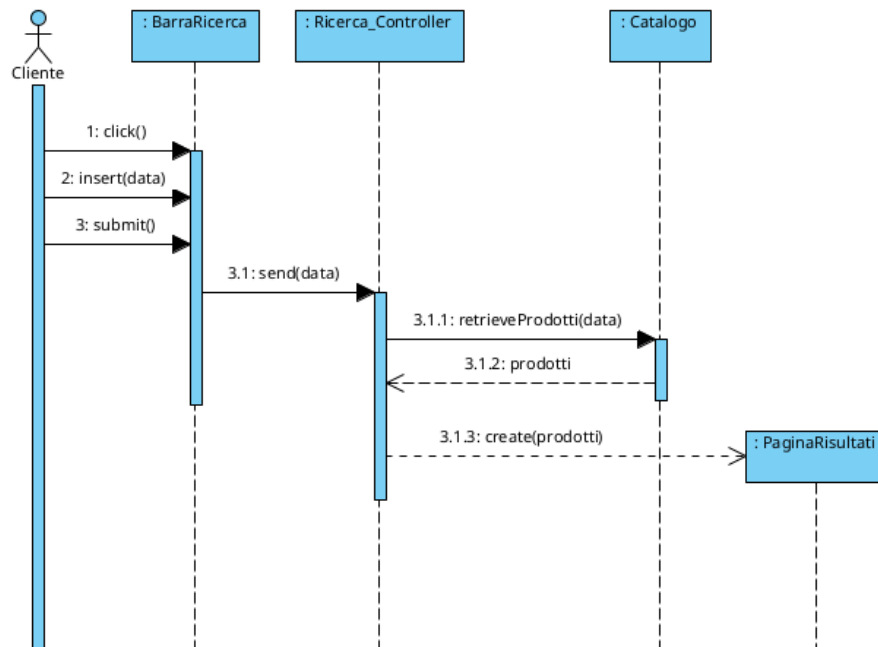 : BarraRicerca
: Ricerca_Controller
: Catalogo
Cliente
1: click()
2: insert(data)
3: submit()
3.1: send(data)
3.1.1: retrieveProdotti(data)
3.1.2: prodotti
3.1.3: create(prodotti)
: PaginaRisultati